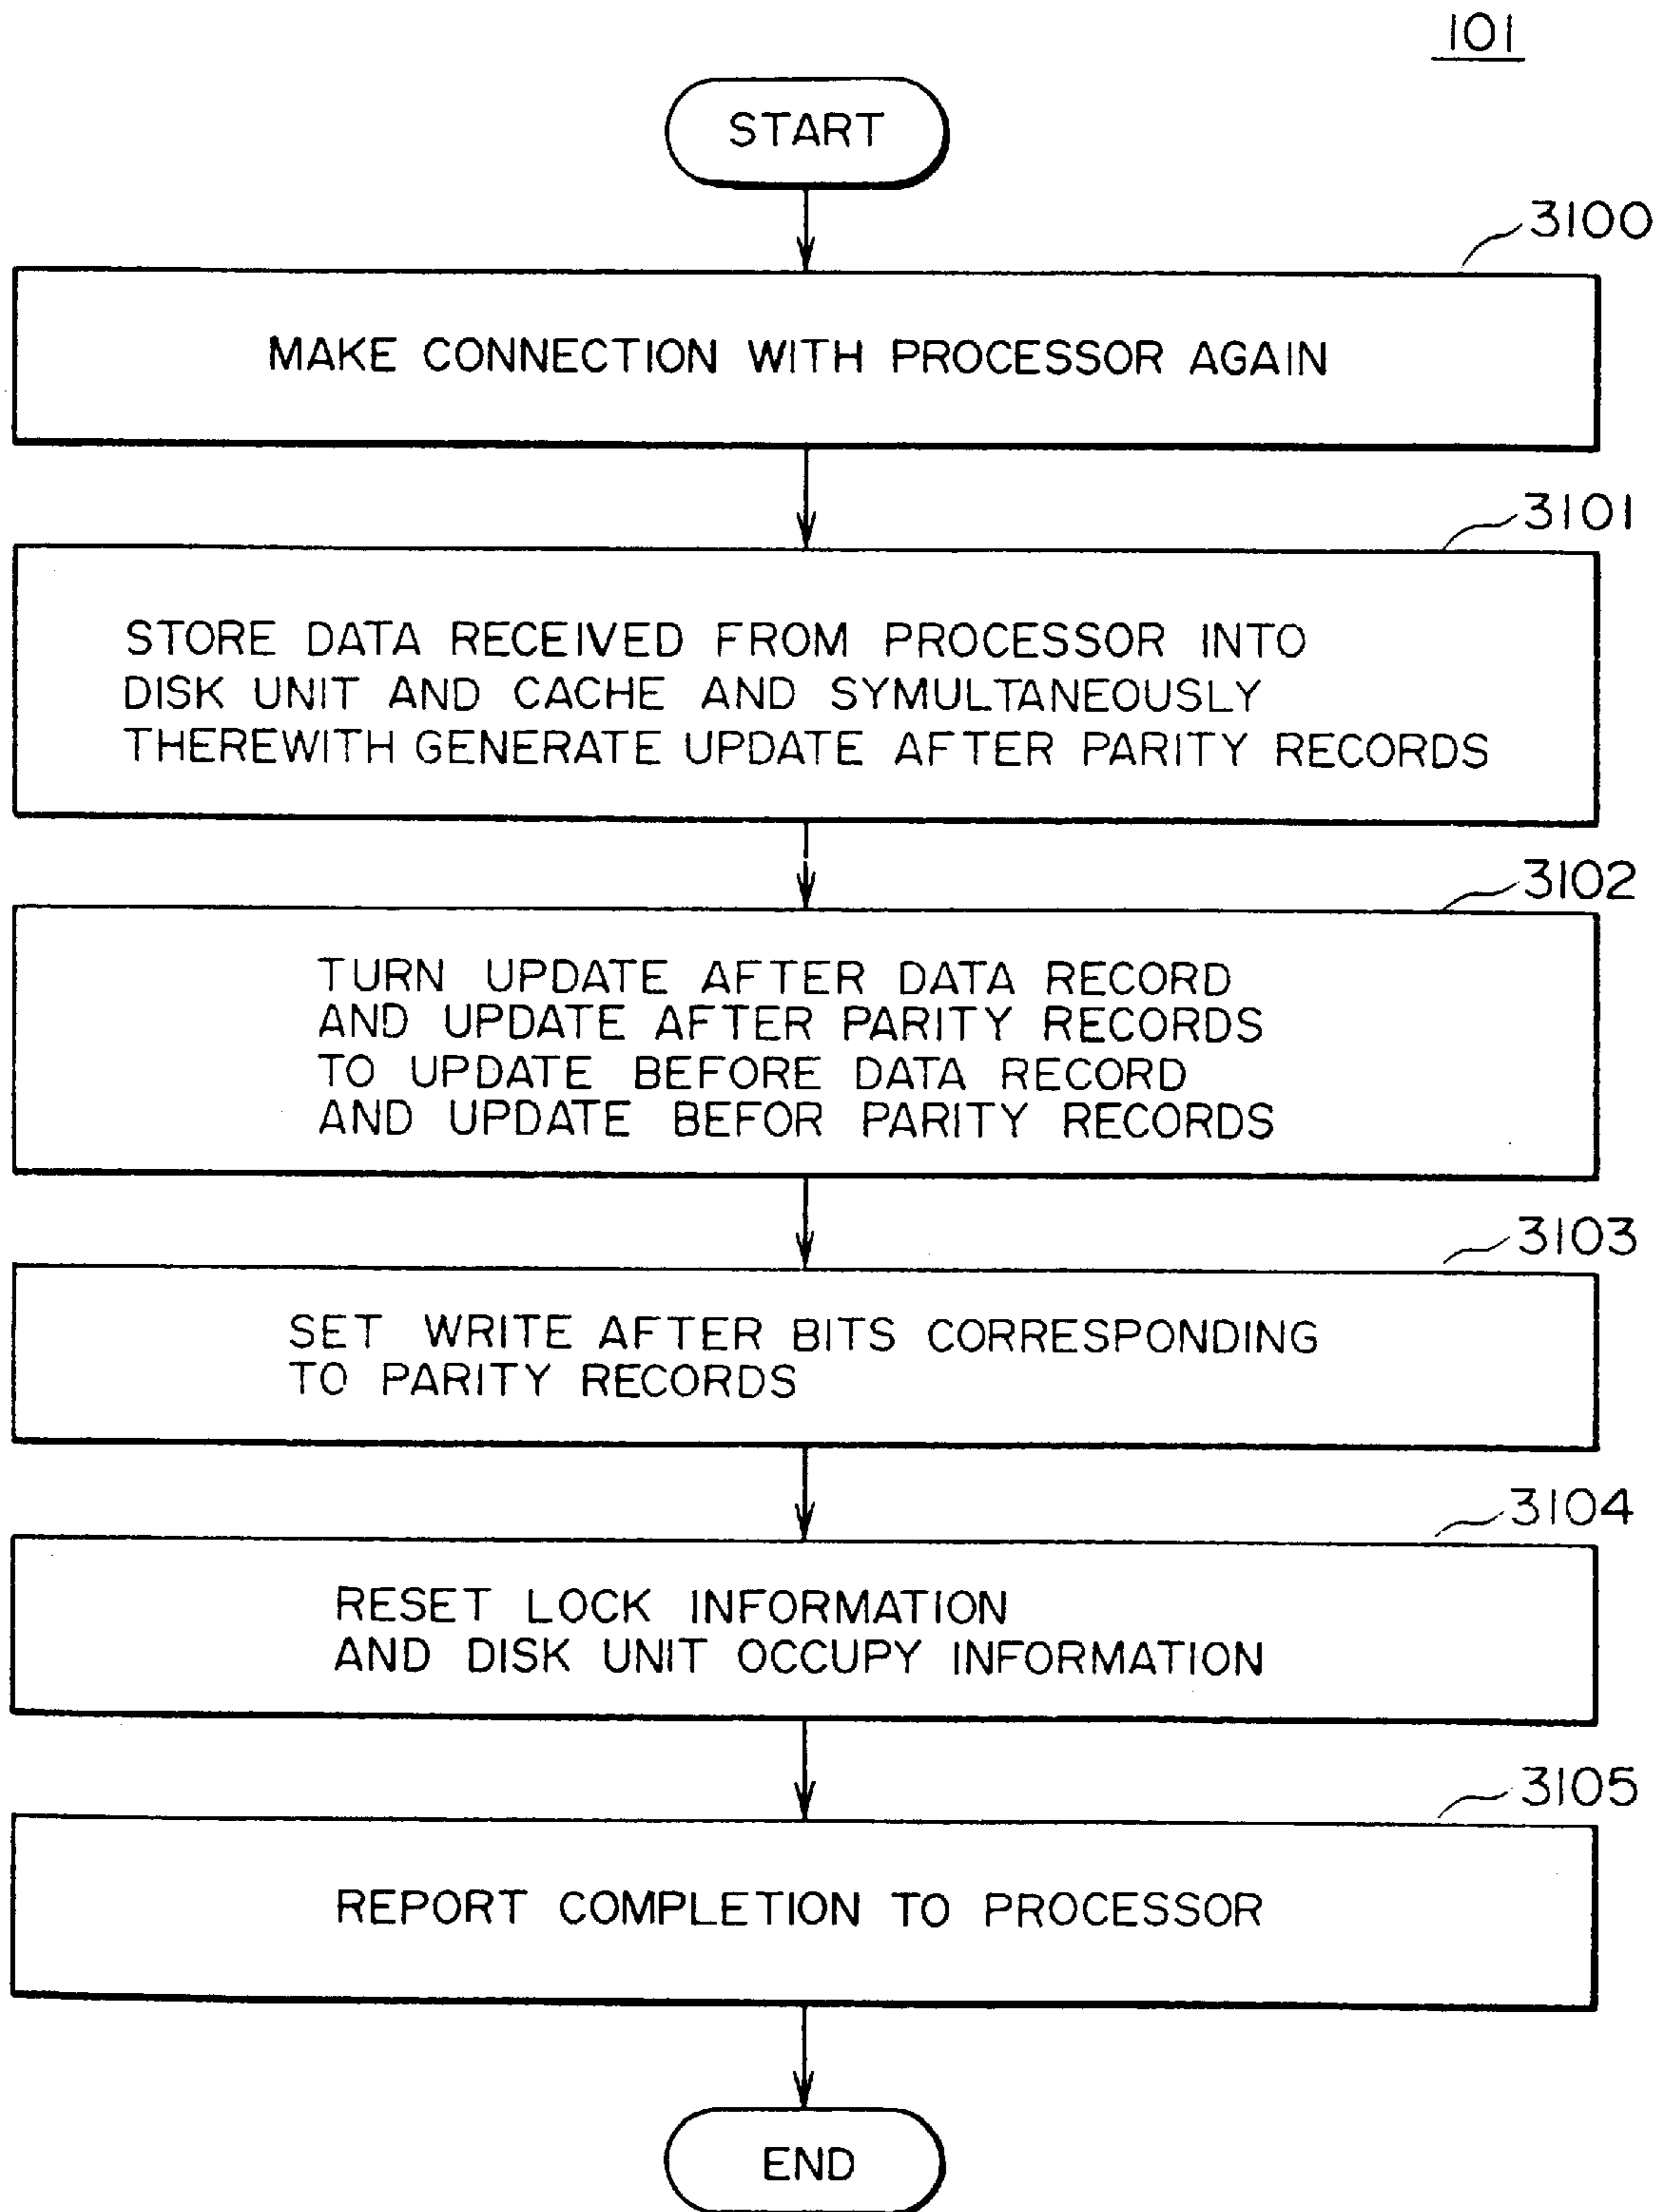 101
START
3100
MAKE CONNECTION WITH PROCESSOR AGAIN
3101
STORE DATA RECEIVED FROM PROCESSOR INTO
DISK UNIT AND CACHE AND SYMULTANEOUSLY
THEREWITH GENERATE UPDATE AFTER PARITY RECORDS
3102
TURN UPDATE AFTER DATA RECORD
AND UPDATE AFTER PARITY RECORDS
TO UPDATE BEFORE DATA RECORD
AND UPDATE BEFOR PARITY RECORDS
3103
SET WRITE AFTER BITS CORRESPONDING
TO PARITY RECORDS
3104
RESET LOCK INFORMATION
AND DISK UNIT OCCUPY INFORMATION
3105
REPORT COMPLETION TO PROCESSOR
END